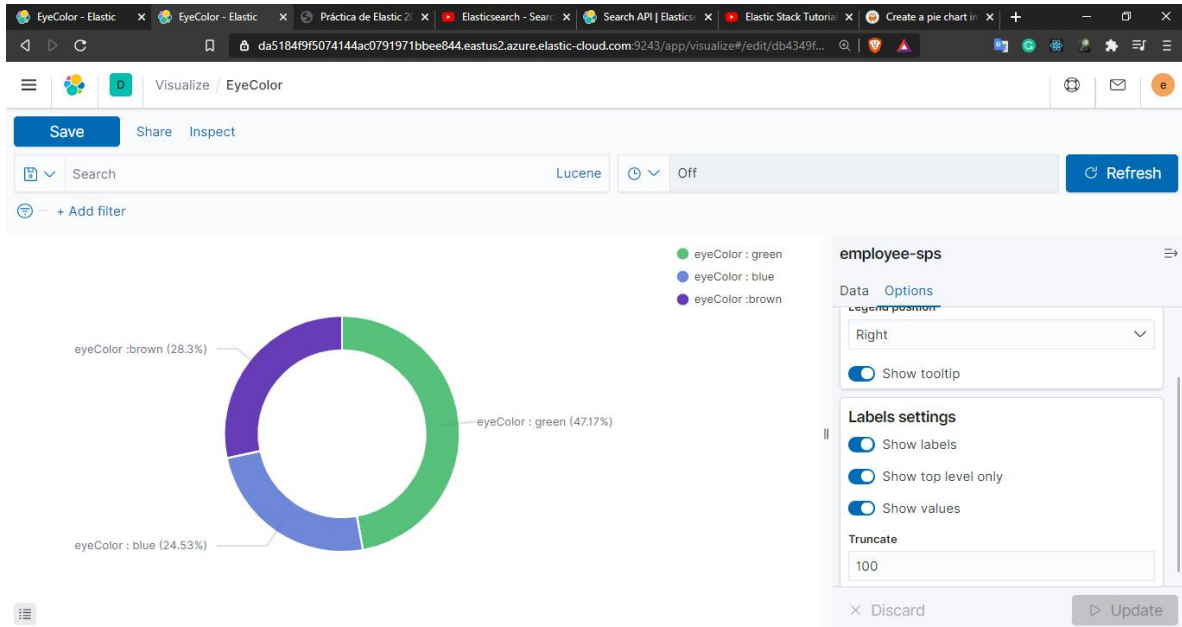 EyeColor - Elastic
EyeColor - Elastic
Práctica de Elastic 20
Elasticsearch - Searc
Search API | Elasticse
Elastic Stack Tutorial
Create a pie chart in
da5184f9f5074144ac0791971bbee844.eastus2.azure.elastic-cloud.com:9243/app/visualize#/edit/db4349f...
D
Visualize / EyeColor
e
Save Share Inspect
Search Lucene Off Refresh
+ Add filter
eyeColor : green
eyeColor : blue
eyeColor :brown
eyeColor :brown (28.3%)
eyeColor : green (47.17%)
eyeColor : blue (24.53%)
employee-sps
Data Options
Legend position
Right
Show tooltip
Labels settings
Show labels
Show top level only
Show values
Truncate
100
Discard Update